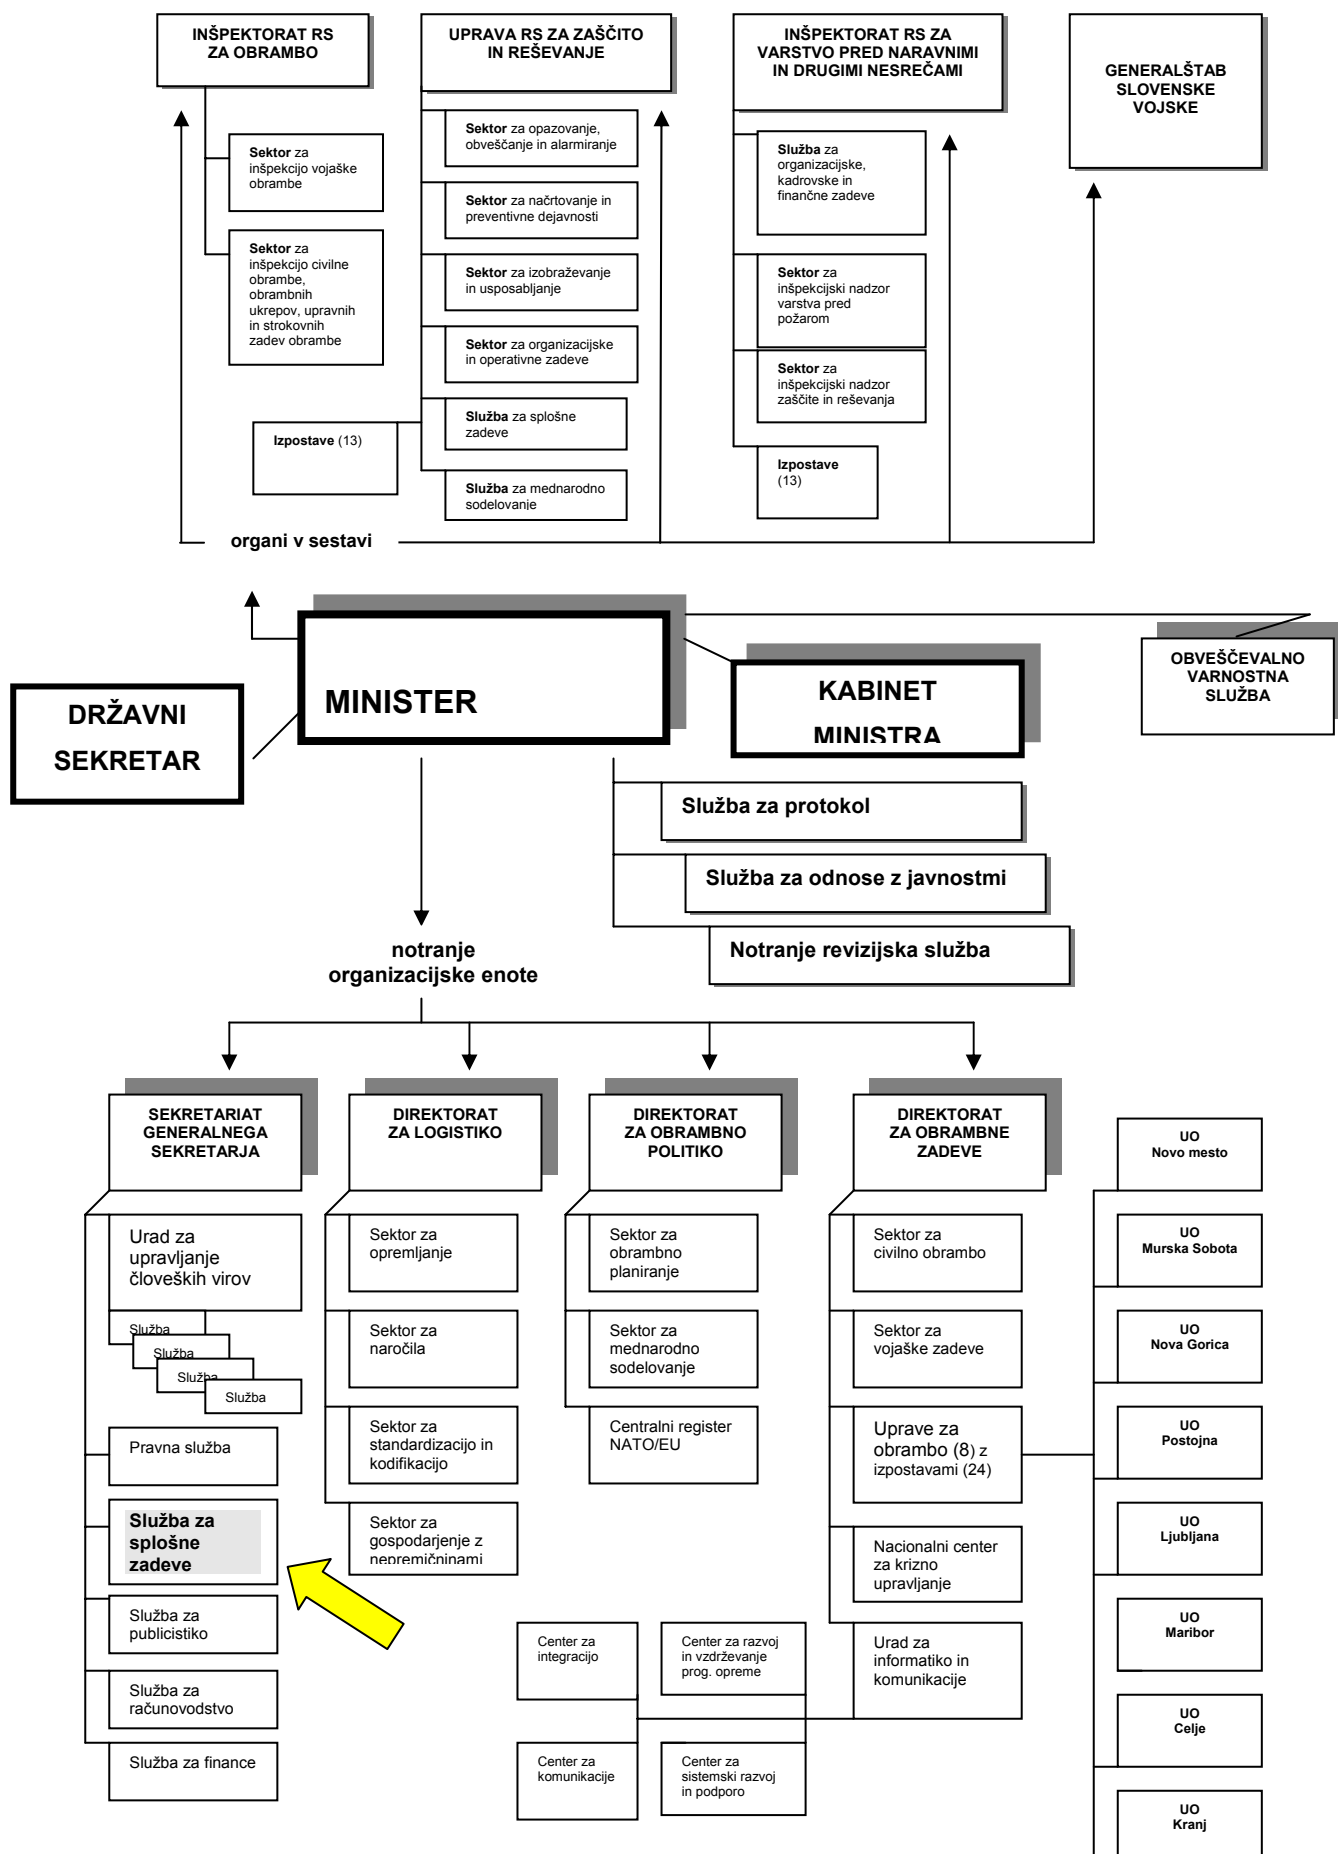 INŠPEKTORAT RS
ZA OBRAMBO
UPRAVA RS ZA ZAŠČITO
IN REŠEVANJE
INŠPEKTORAT RS ZA
VARSTVO PRED NARAVNIMI
IN DRUGIMI NESREČAMI
GENERALŠTAB
SLOVENSKE
VOJSKE
Sektor za
inšpekcijo vojaške
obrambe
Sektor za
inšpekcijo civilne
obrambe,
obrambnih
ukrepov, upravnih
in strokovnih
zadev obrambe
Sektor za opazovanje,
obveščanje in alarmiranje
Sektor za načrtovanje in
preventivne dejavnosti
Sektor za izobraževanje
in usposabljanje
Sektor za organizacijske
in operativne zadeve
Služba za splošne
zadeve
Izpostave (13)
Služba za mednarodno
sodelovanje
Služba za
organizacijske,
kadrovske in
finančne zadeve
Sektor za
inšpekcijski nadzor
varstva pred
požarom
Sektor za
inšpekcijski nadzor
zaščite in reševanja
Izpostave
(13)
organi v sestavi
DRŽAVNI
SEKRETAR
MINISTER
KABINET
MINISTRA
OBVEŠČEVALNO
VARNOSTNA
SLUŽBA
Služba za protokol
Služba za odnose z javnostmi
Notranje revizijska služba
notranje
organizacijske enote
SEKRETARIAT
GENERALNEGA
SEKRETARJA
Urad za
upravljanje
človeških virov
Služba
Služba
Služba
Služba
Pravna služba
Služba za
splošne
zadeve
Služba za
publicistiko
Služba za
računovodstvo
Služba za finance
DIREKTORAT
ZA LOGISTIKO
Sektor za
opremljanje
Sektor za
naročila
Sektor za
standardizacijo in
kodifikacijo
Sektor za
gospodarjenje z
nepremičninami
DIREKTORAT
ZA OBRAMBNO
POLITIKO
Sektor za
obrambno
planiranje
Sektor za
mednarodno
sodelovanje
Centralni register
NATO/EU
DIREKTORAT
ZA OBRAMBNE
ZADEVE
Sektor za
civilno obrambo
Sektor za
vojaške zadeve
Uprave za
obrambo (8) z
izpostavami (24)
Nacionalni center
za krizno
upravljanje
Urad za
informatiko in
komunikacije
Center za
integracijo
Center za razvoj
in vzdrževanje
prog. opreme
Center za
komunikacije
Center za
sistemski razvoj
in podporo
UO
Novo mesto
UO
Murska Sobota
UO
Nova Gorica
UO
Postojna
UO
Ljubljana
UO
Maribor
UO
Celje
UO
Kranj